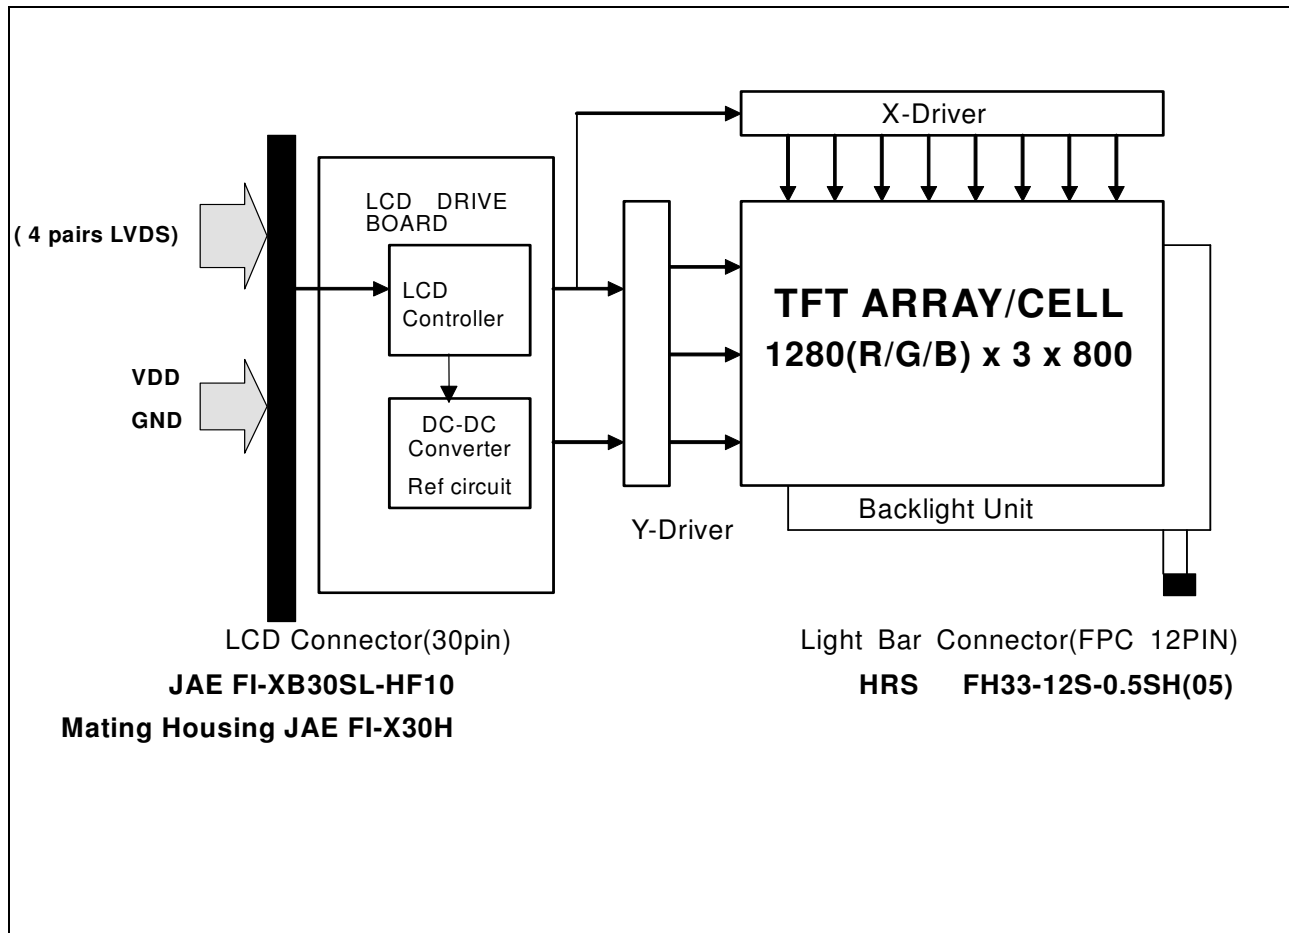 X-Driver
LCD DRIVE
BOARD
( 4 pairs LVDS)
LCD
Controller
TFT ARRAY/CELL
1280(R/G/B) x 3 x 800
VDD
GND
DC-DC
Converter
Ref circuit
Y-Driver
Backlight Unit
LCD Connector(30pin)
JAE FI-XB30SL-HF10
Mating Housing JAE FI-X30H
Light Bar Connector(FPC 12PIN)
HRS FH33-12S-0.5SH(05)